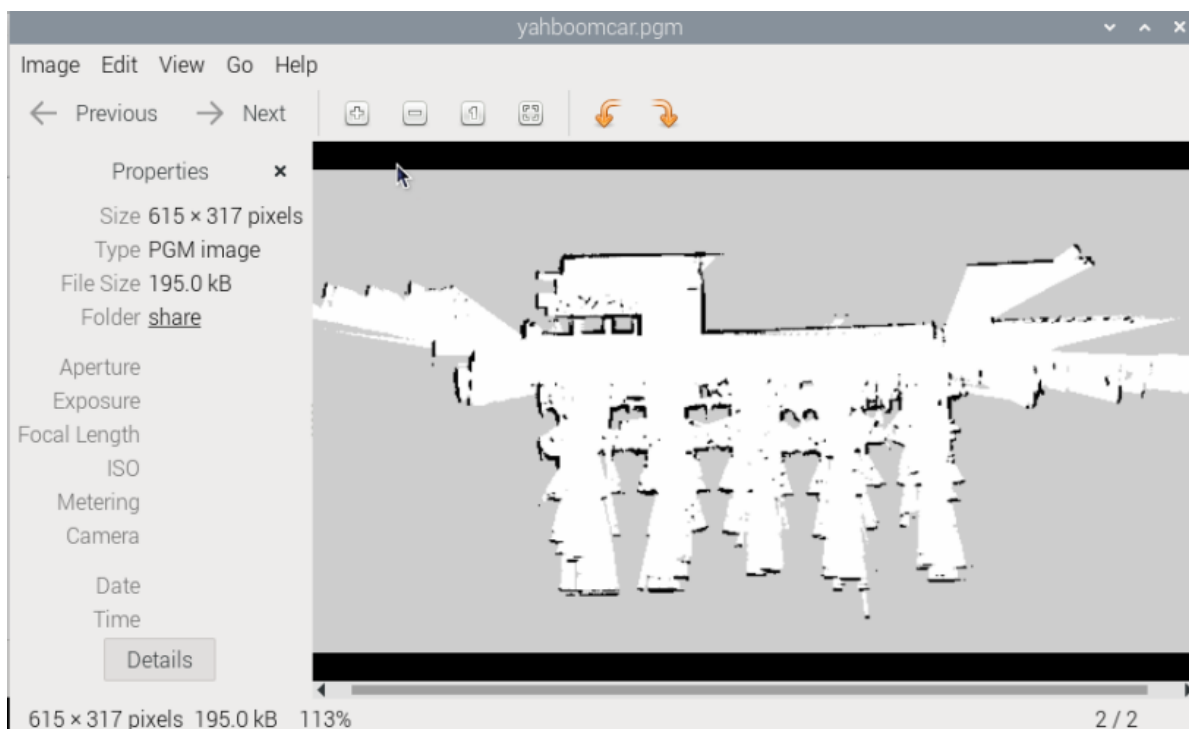 yahboomcar.pgm
Image Edit View Go Help
Previous Next
Properties
Size 615 × 317 pixels
Type PGM image
File Size 195.0 kB
Folder share
Aperture
Exposure
Focal Length
ISO
Metering
Camera
Date
Time
Details
615 × 317 pixels 195.0 kB 113% 2 / 2